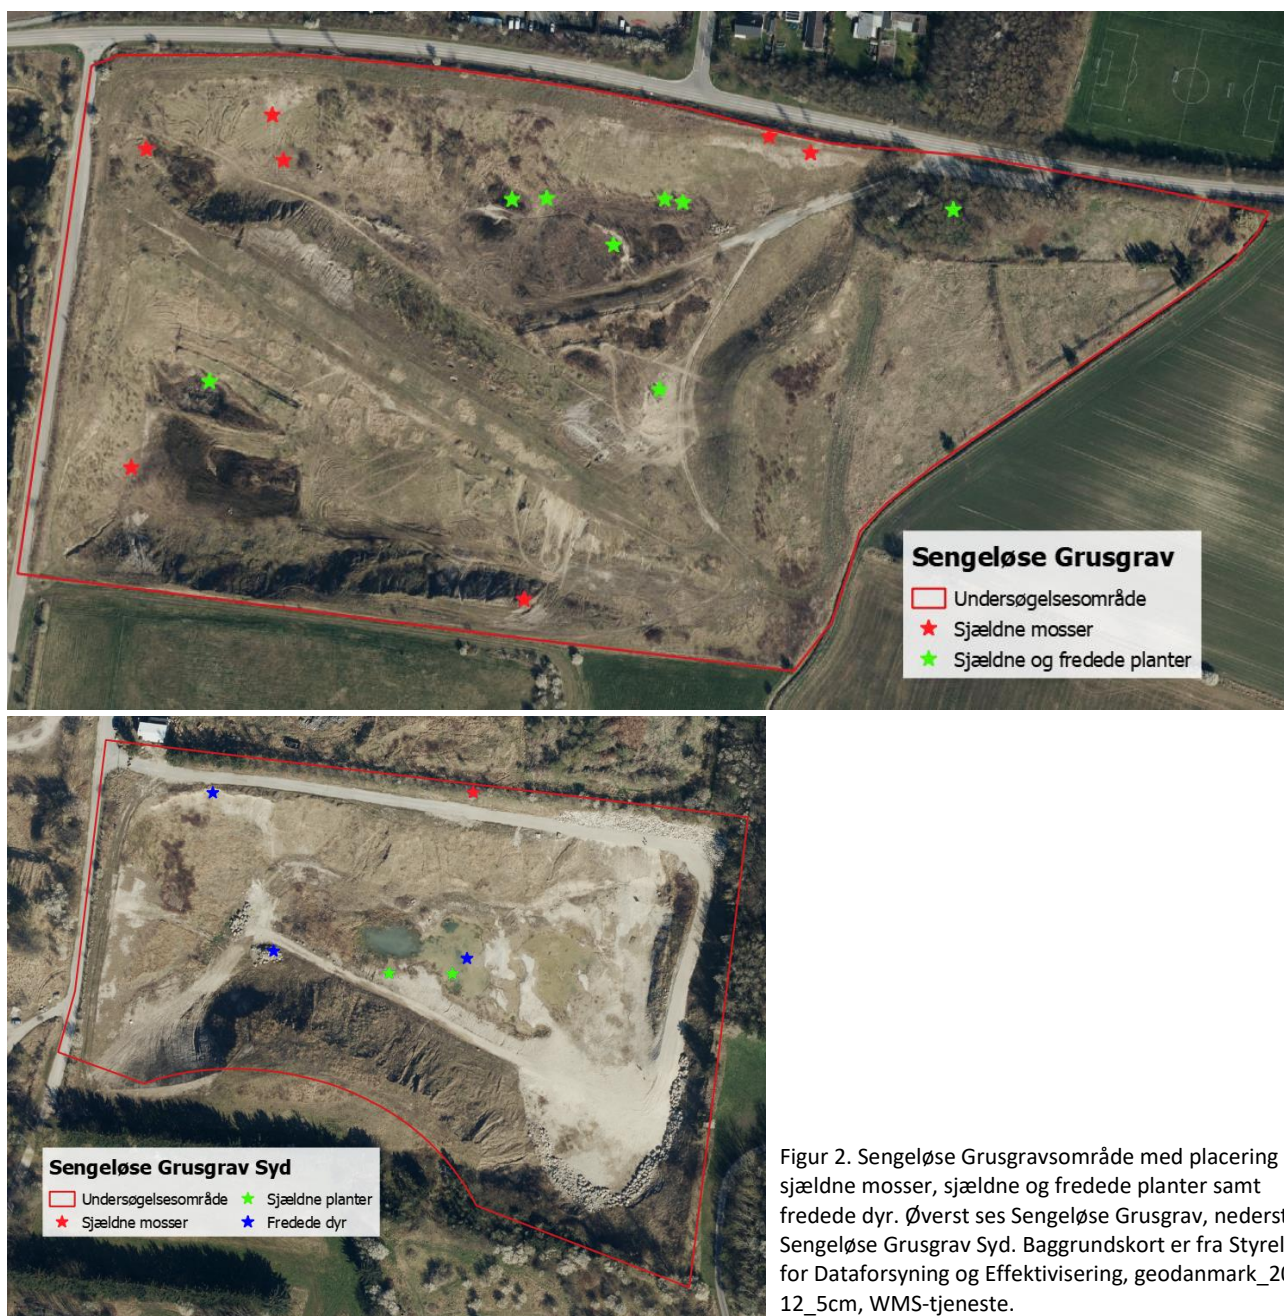 Sengeløse Grusgrav
Undersøgelsesområde
Sjældne mosser
Sjældne og fredede planter
Sengeløse Grusgrav Syd
Undersøgelsesområde
Sjældne planter
Sjældne mosser
Fredede dyr
Figur 2. Sengeløse Grusgravsområde med placering
sjældne mosser, sjældne og fredede planter samt
fredede dyr. Øverst ses Sengeløse Grusgrav, nederst
Sengeløse Grusgrav Syd. Baggrundskort er fra
for Dataforsyning og Effektivisering,
12_5cm, WMS-tjeneste.